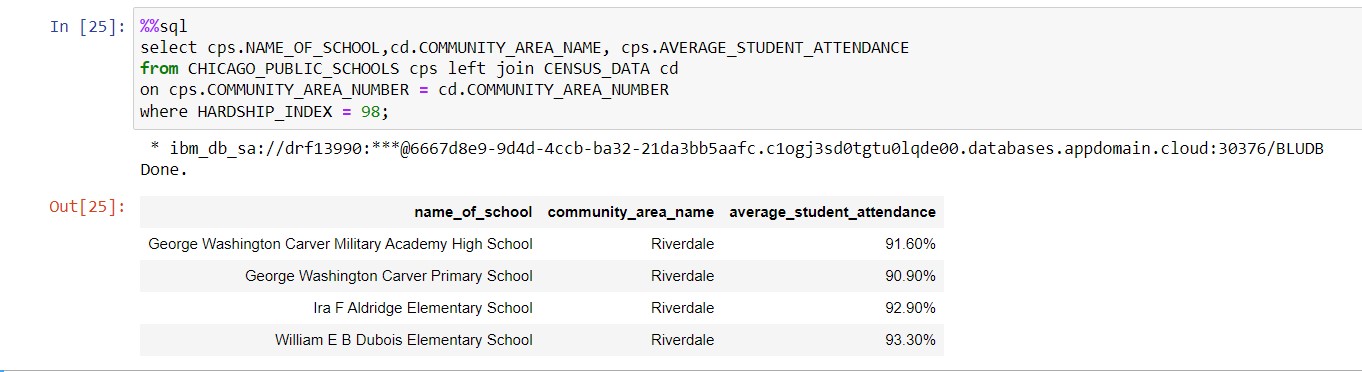 In [25]: %%sql
select cps.NAME_OF_SCHOOL,cd.COMMUNITY_AREA_NAME, cps.AVERAGE_STUDENT_ATTENDANCE
from CHICAGO_PUBLIC_SCHOOLS cps left join CENSUS_DATA cd
on cps.COMMUNITY_AREA_NUMBER = cd.COMMUNITY_AREA_NUMBER
where HARDSHIP_INDEX = 98;
* ibm_db_sa://drf13990:***@6667d8e9-9d4d-4ccb-ba32-21da3bb5aafc.c1ogj3sd0tgtu0lqde00.databases.appdomain.cloud:30376/BLUDB
Done.
Out[25]:
name_of_school community_area_name average_student_attendance
George Washington Carver Military Academy High School Riverdale 91.60%
George Washington Carver Primary School Riverdale 90.90%
Ira F Aldridge Elementary School Riverdale 92.90%
William E B Dubois Elementary School Riverdale 93.30%